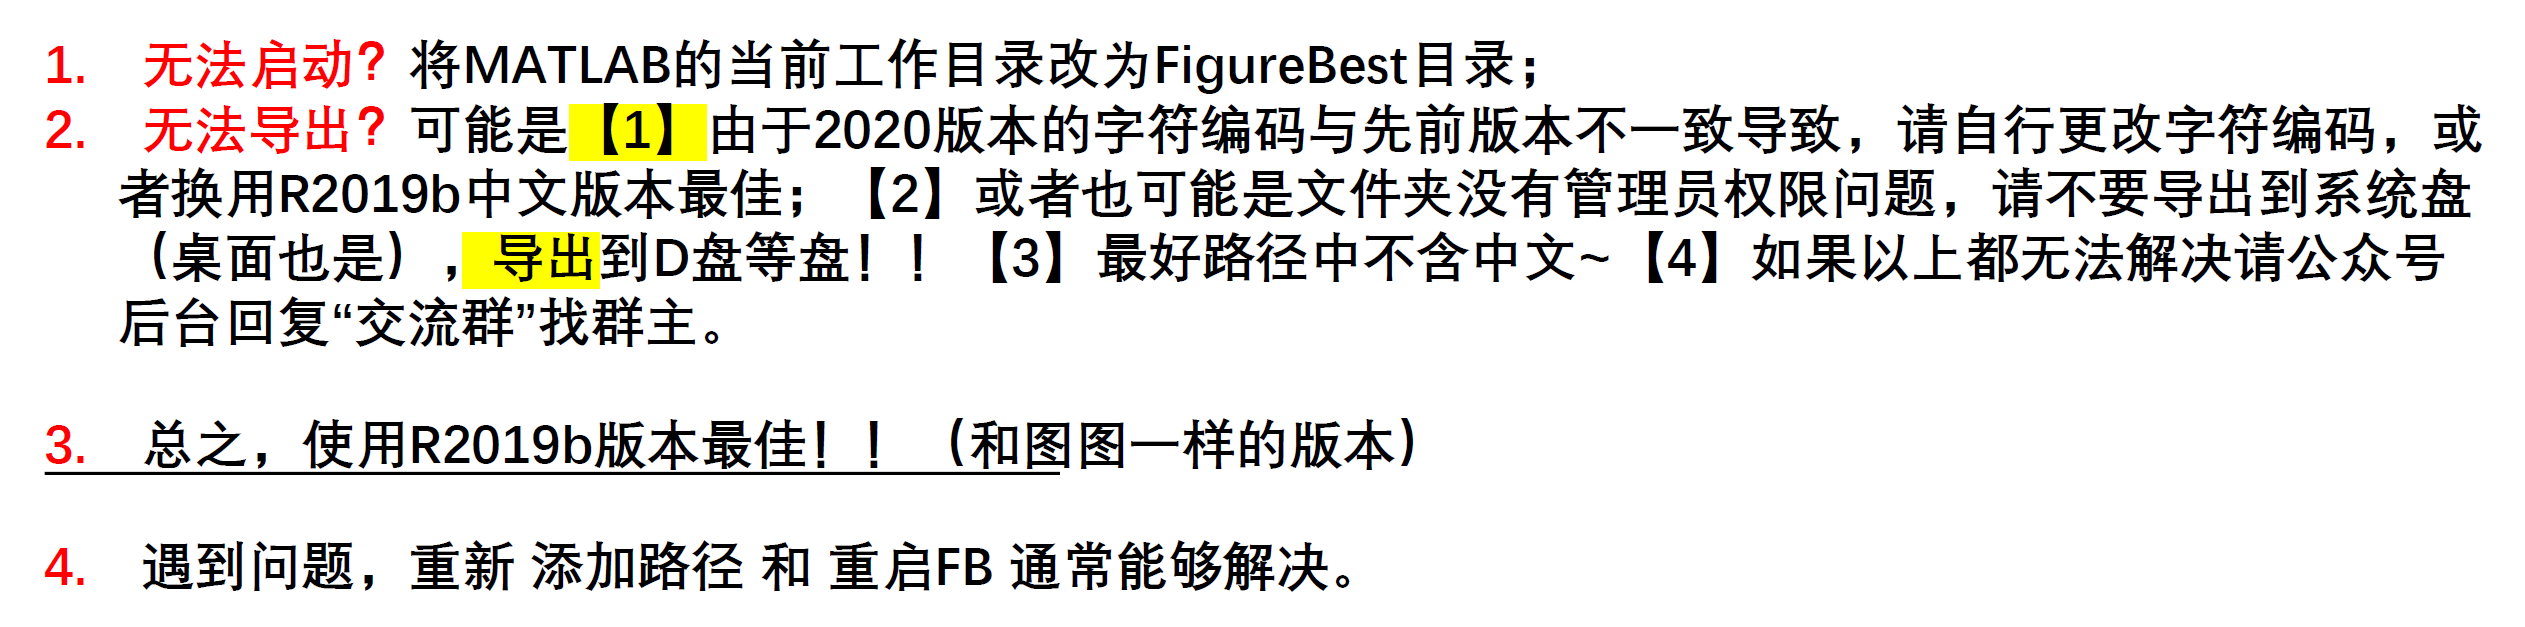 1. 无法启动？将MATLAB的当前工作目录改为FigureBest目录；
2. 无法导出？可能是【1】由于2020版本的字符编码与先前版本不一致导致，请自行更改字符编码，或
者换用R2019b中文版本最佳；【2】或者也可能是文件夹没有管理员权限问题，请不要导出到系统盘
（桌面也是），导出到D盘等盘！！【3】最好路径中不含中文~【4】如果以上都无法解决请公众号
后台回复“交流群”找群主。
3. 总之，使用R2019b版本最佳！！（和图图一样的版本）
4. 遇到问题，重新 添加路径 和 重启FB 通常能够解决。